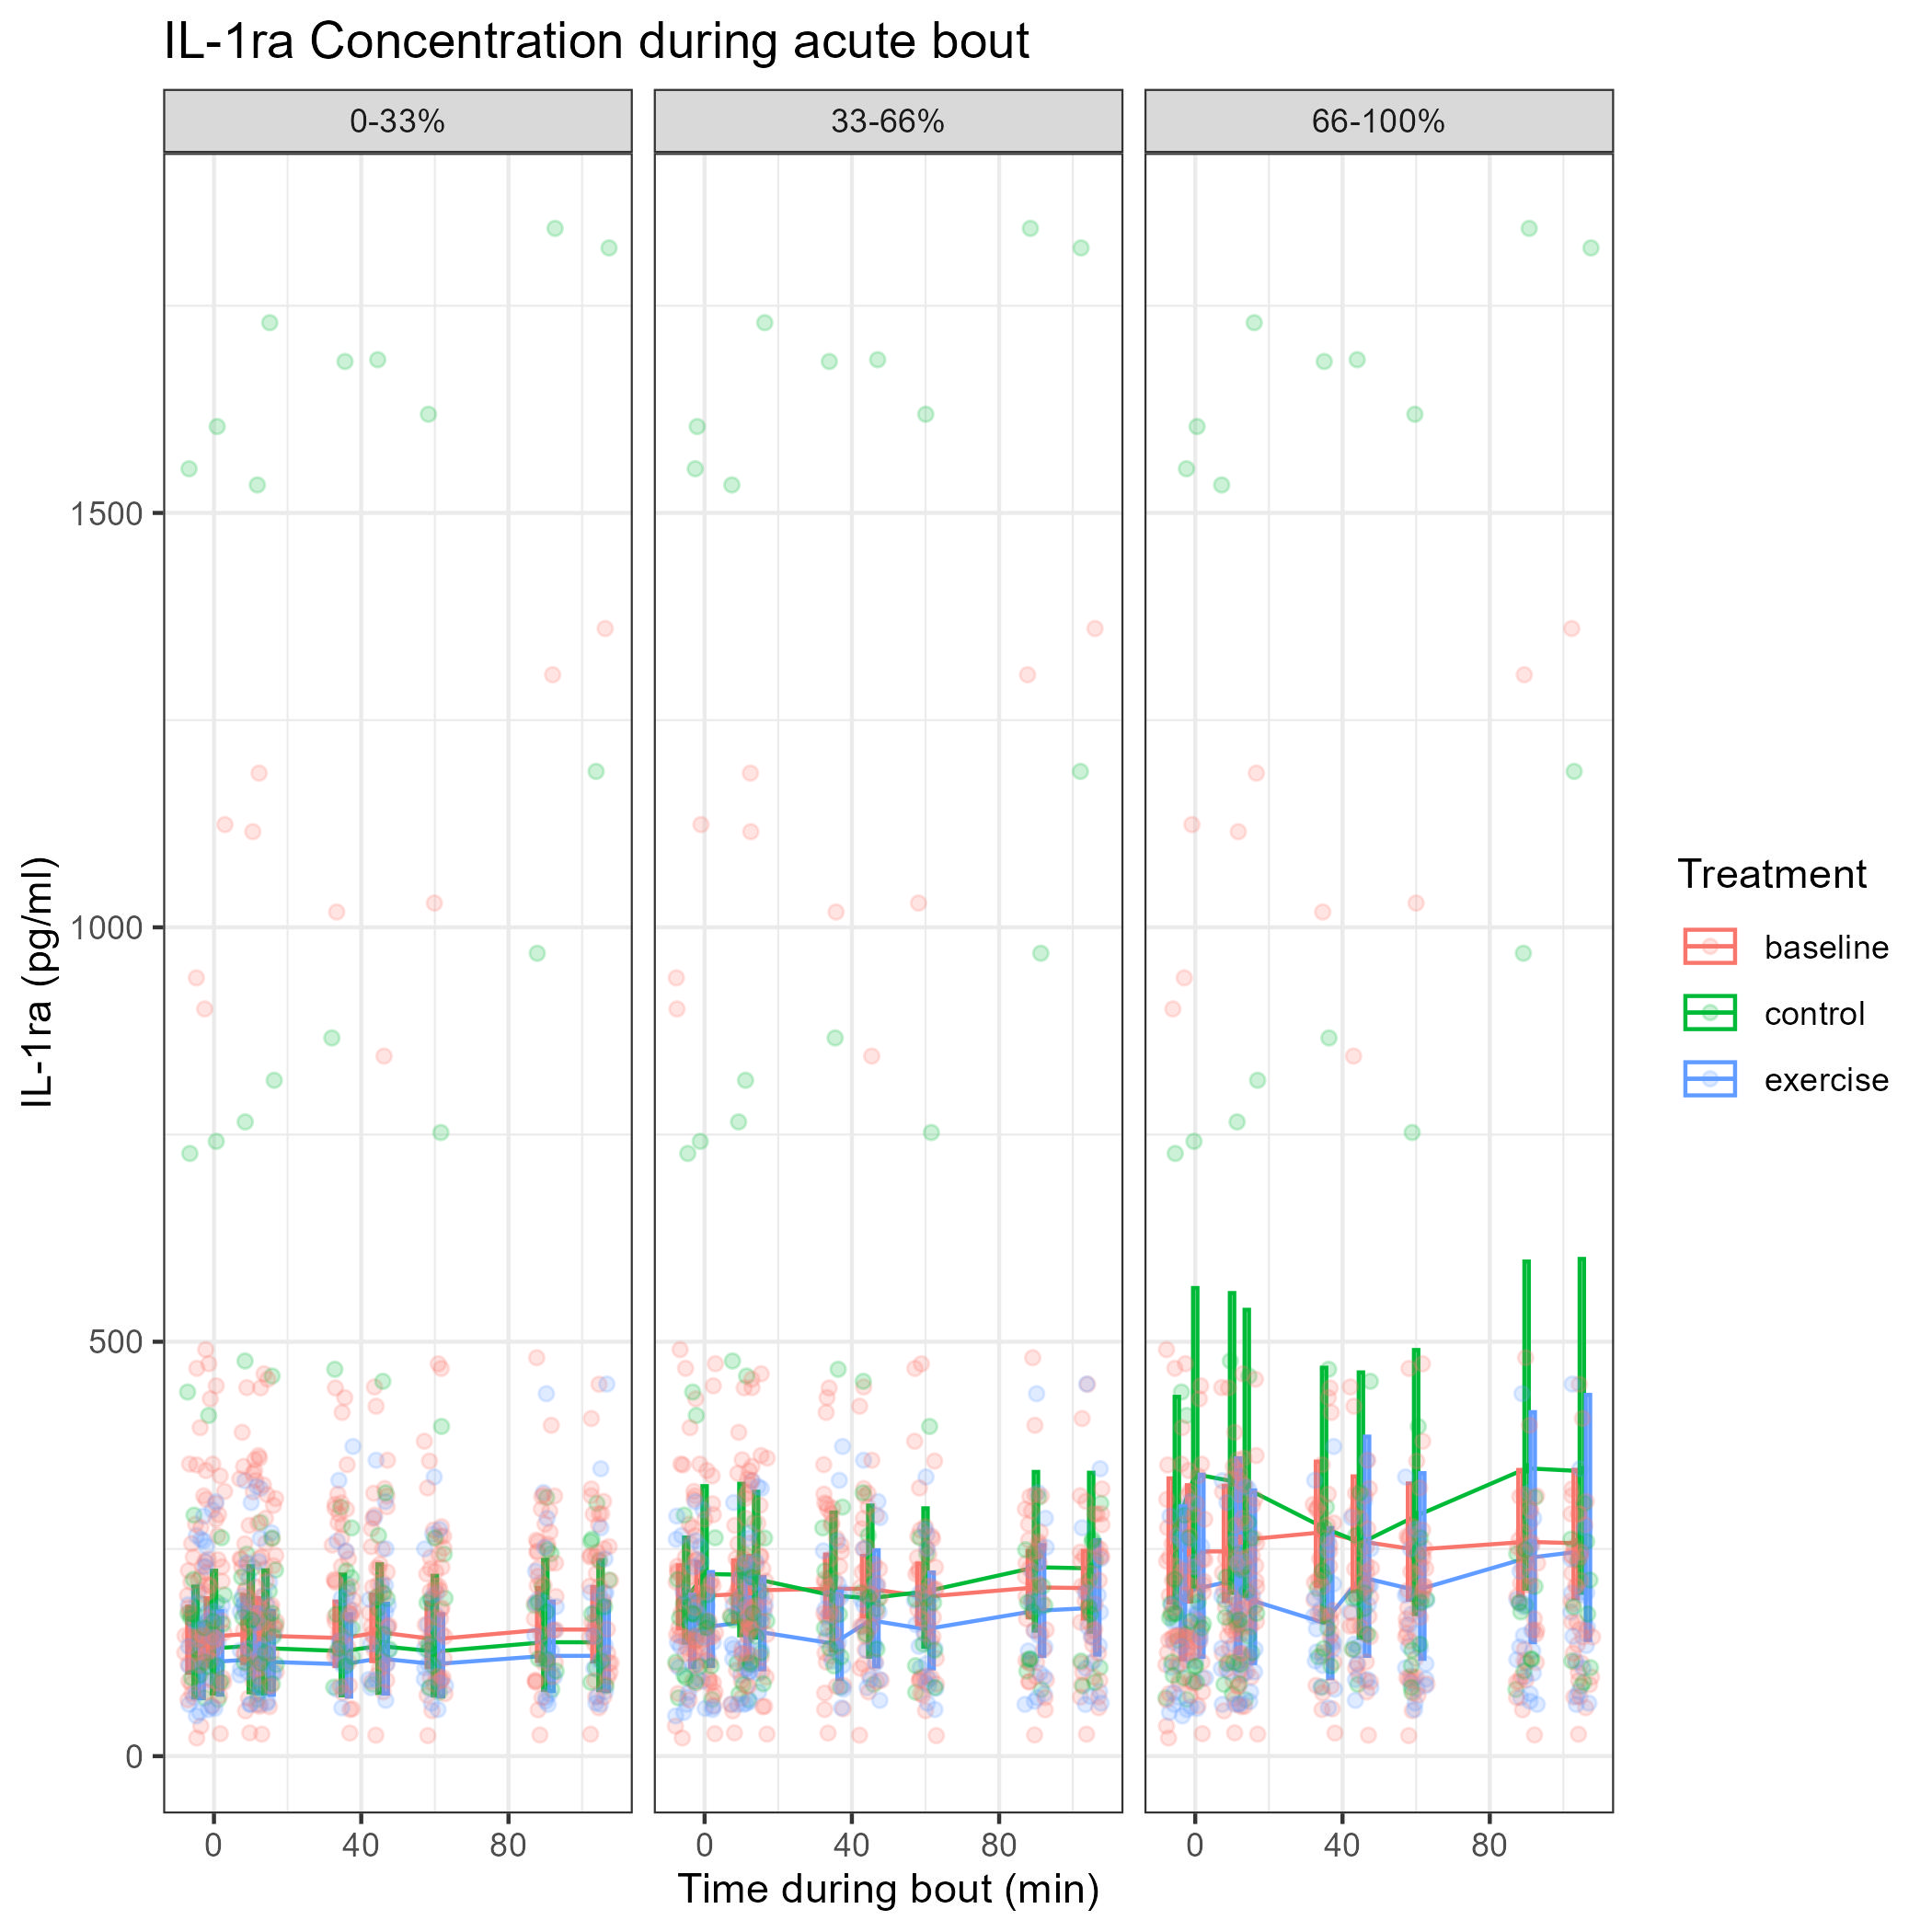 IL-1ra Concentration during acute bout
0-33%
33-66%
66-100%
IL-1ra (pg/ml)
1500
1000
500
0
0 40 80
0 40 80
0 40 80
Time during bout (min)
Treatment
baseline
control
exercise